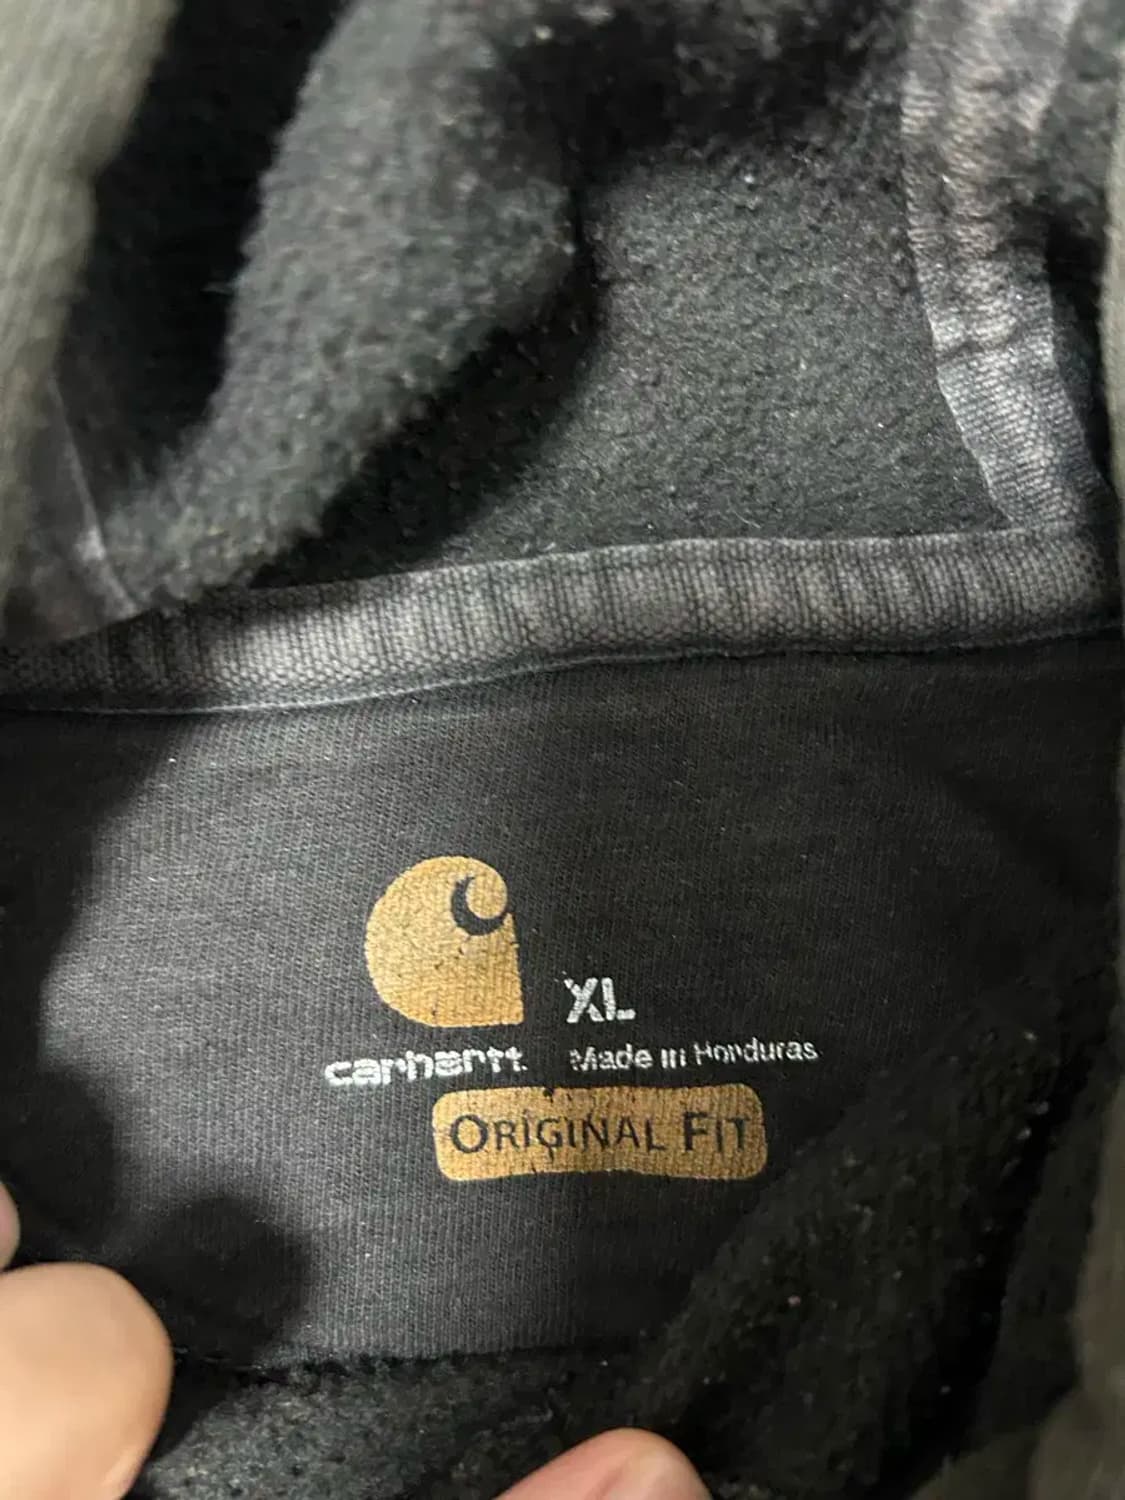 XL
carhartt Made in Honduras
ORIGINAL FIT